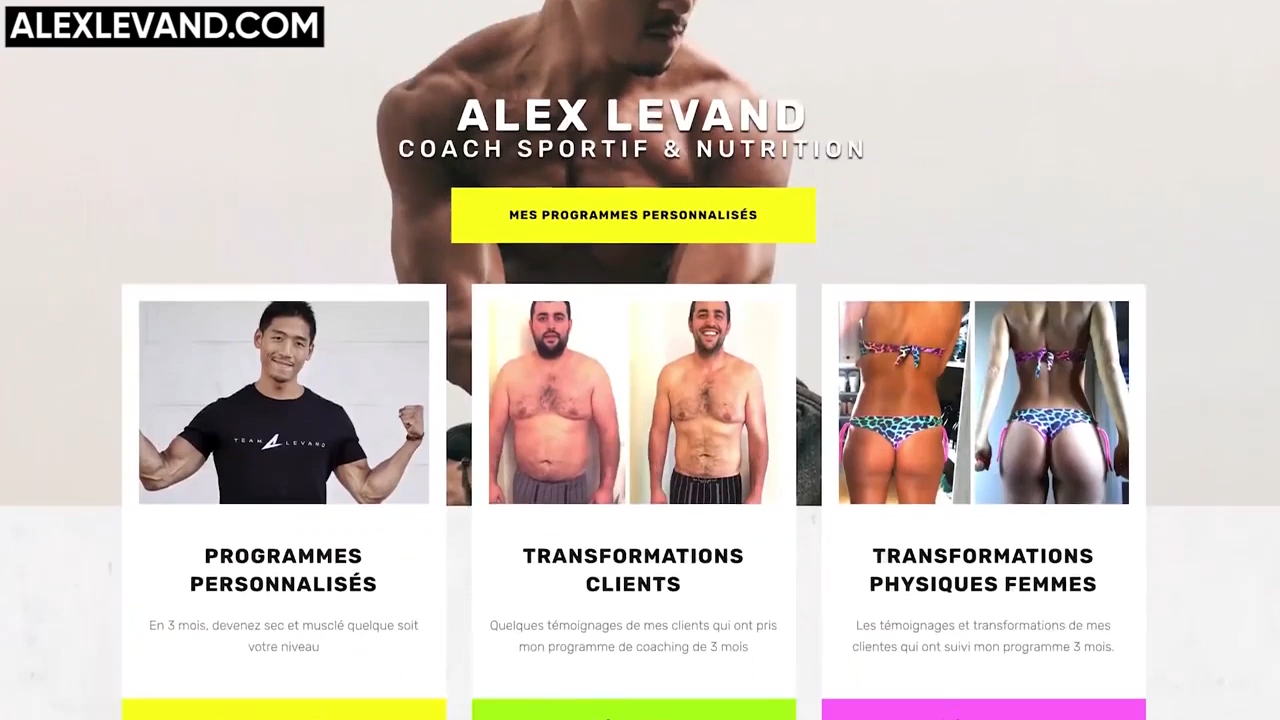 ALEXLEVAND.COM
ALEX LEVAND
COACH SPORTIF & NUTRITION
MES PROGRAMMES PERSONNALISÉS
TEAM LEVAND
PROGRAMMES
PERSONNALISÉS
En 3 mois, devenez sec et musclé quelque soit
votre niveau
TRANSFORMATIONS
CLIENTS
Quelques témoignages de mes clients qui ont pris
mon programme de coaching de 3 mois
TRANSFORMATIONS
PHYSIQUES FEMMES
Les témoignages et transformations de mes
clientes qui ont suivi mon programme 3 mois.